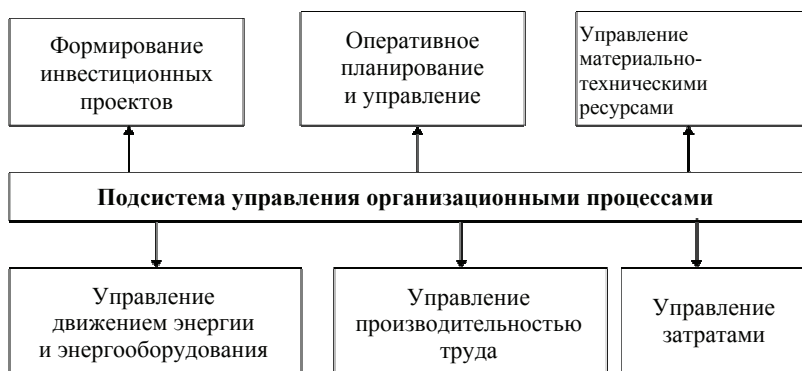 Формирование
инвестиционных
проектов
Оперативное
планирование
и управление
Управление
материально-
техническими
ресурсами
Подсистема управления организационными процессами
Управление
движением энергии
и энергооборудования
Управление
производительностью
труда
Управление
затратами